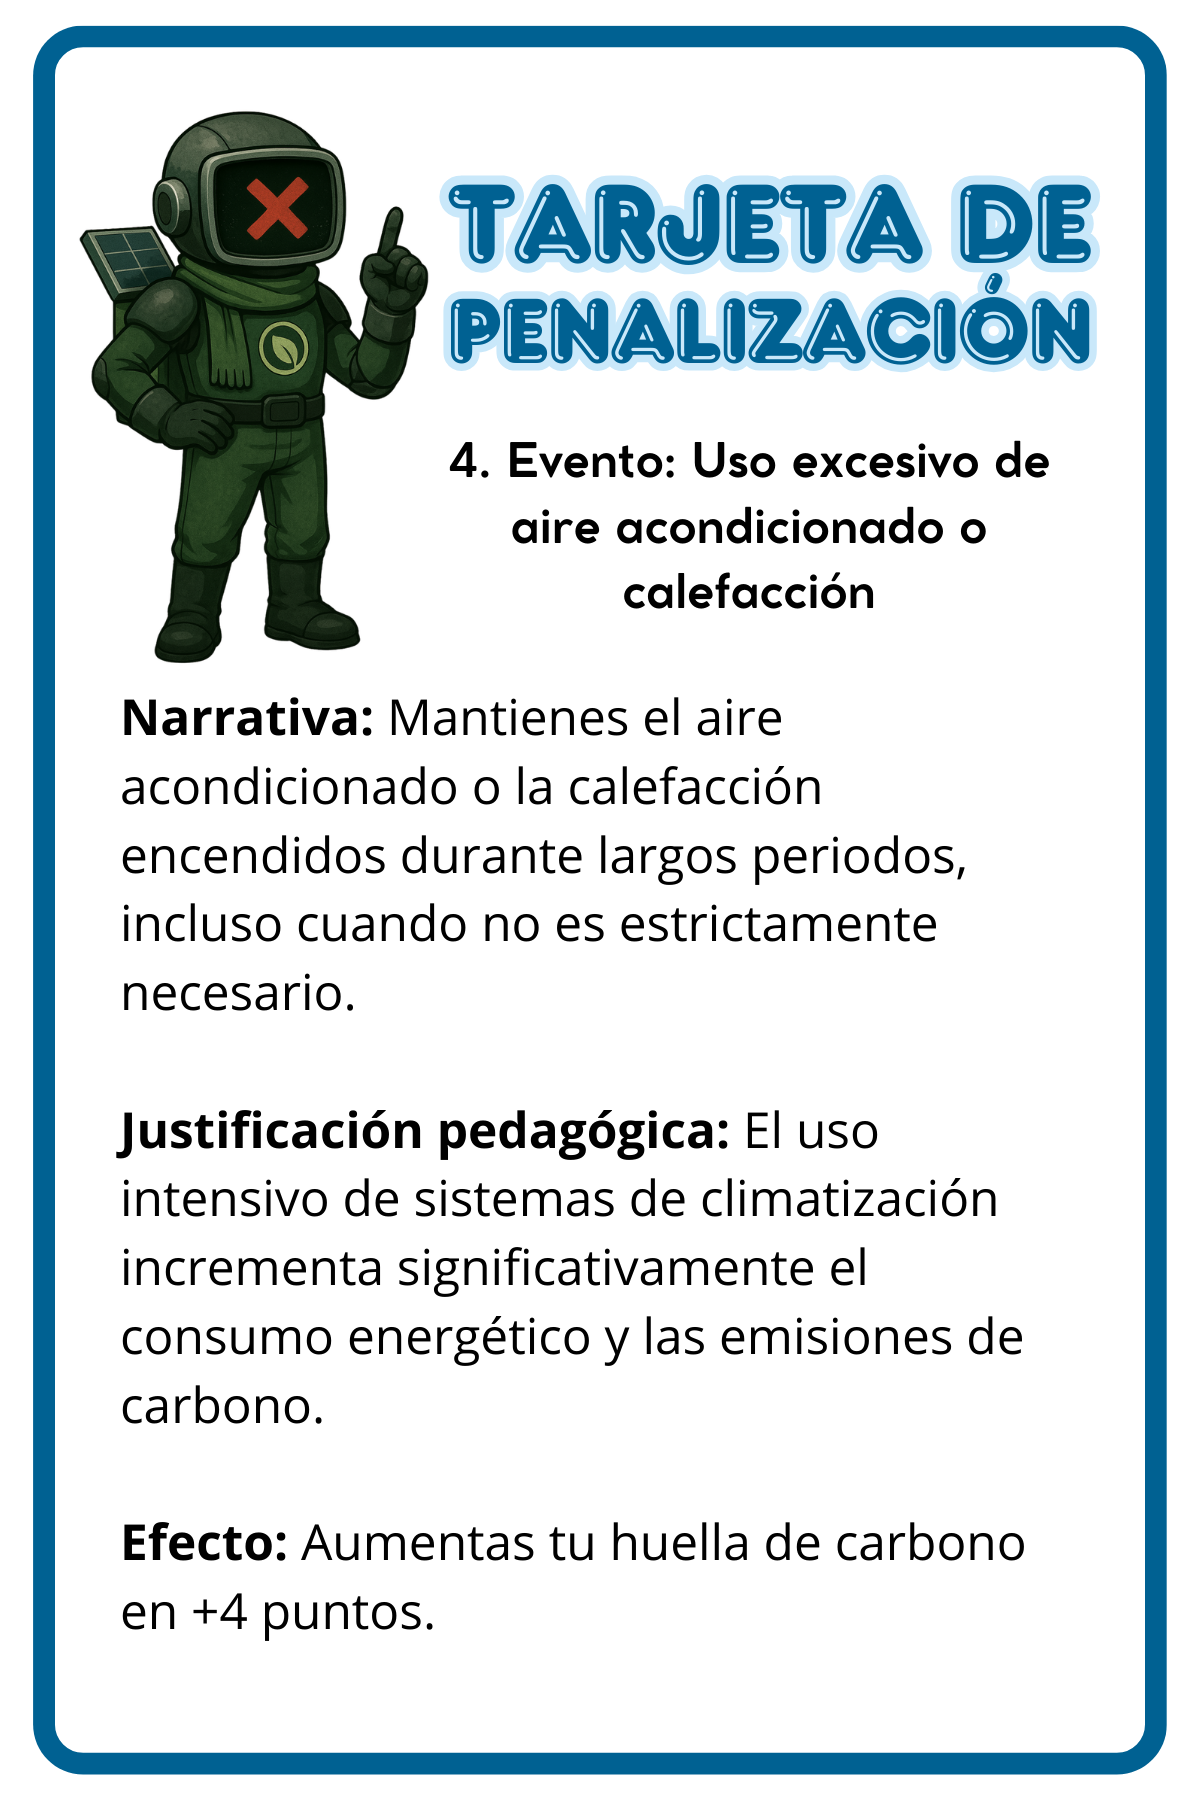 TARJETA DE
PENALIZACIÓN
4. Evento: Uso excesivo de
aire acondicionado o
calefacción
Narrativa: Mantienes el aire
acondicionado o la calefacción
encendidos durante largos periodos,
incluso cuando no es estrictamente
necesario.
Justificación pedagógica: El uso
intensivo de sistemas de climatización
incrementa significativamente el
consumo energético y las emisiones de
carbono.
Efecto: Aumentas tu huella de carbono
en +4 puntos.